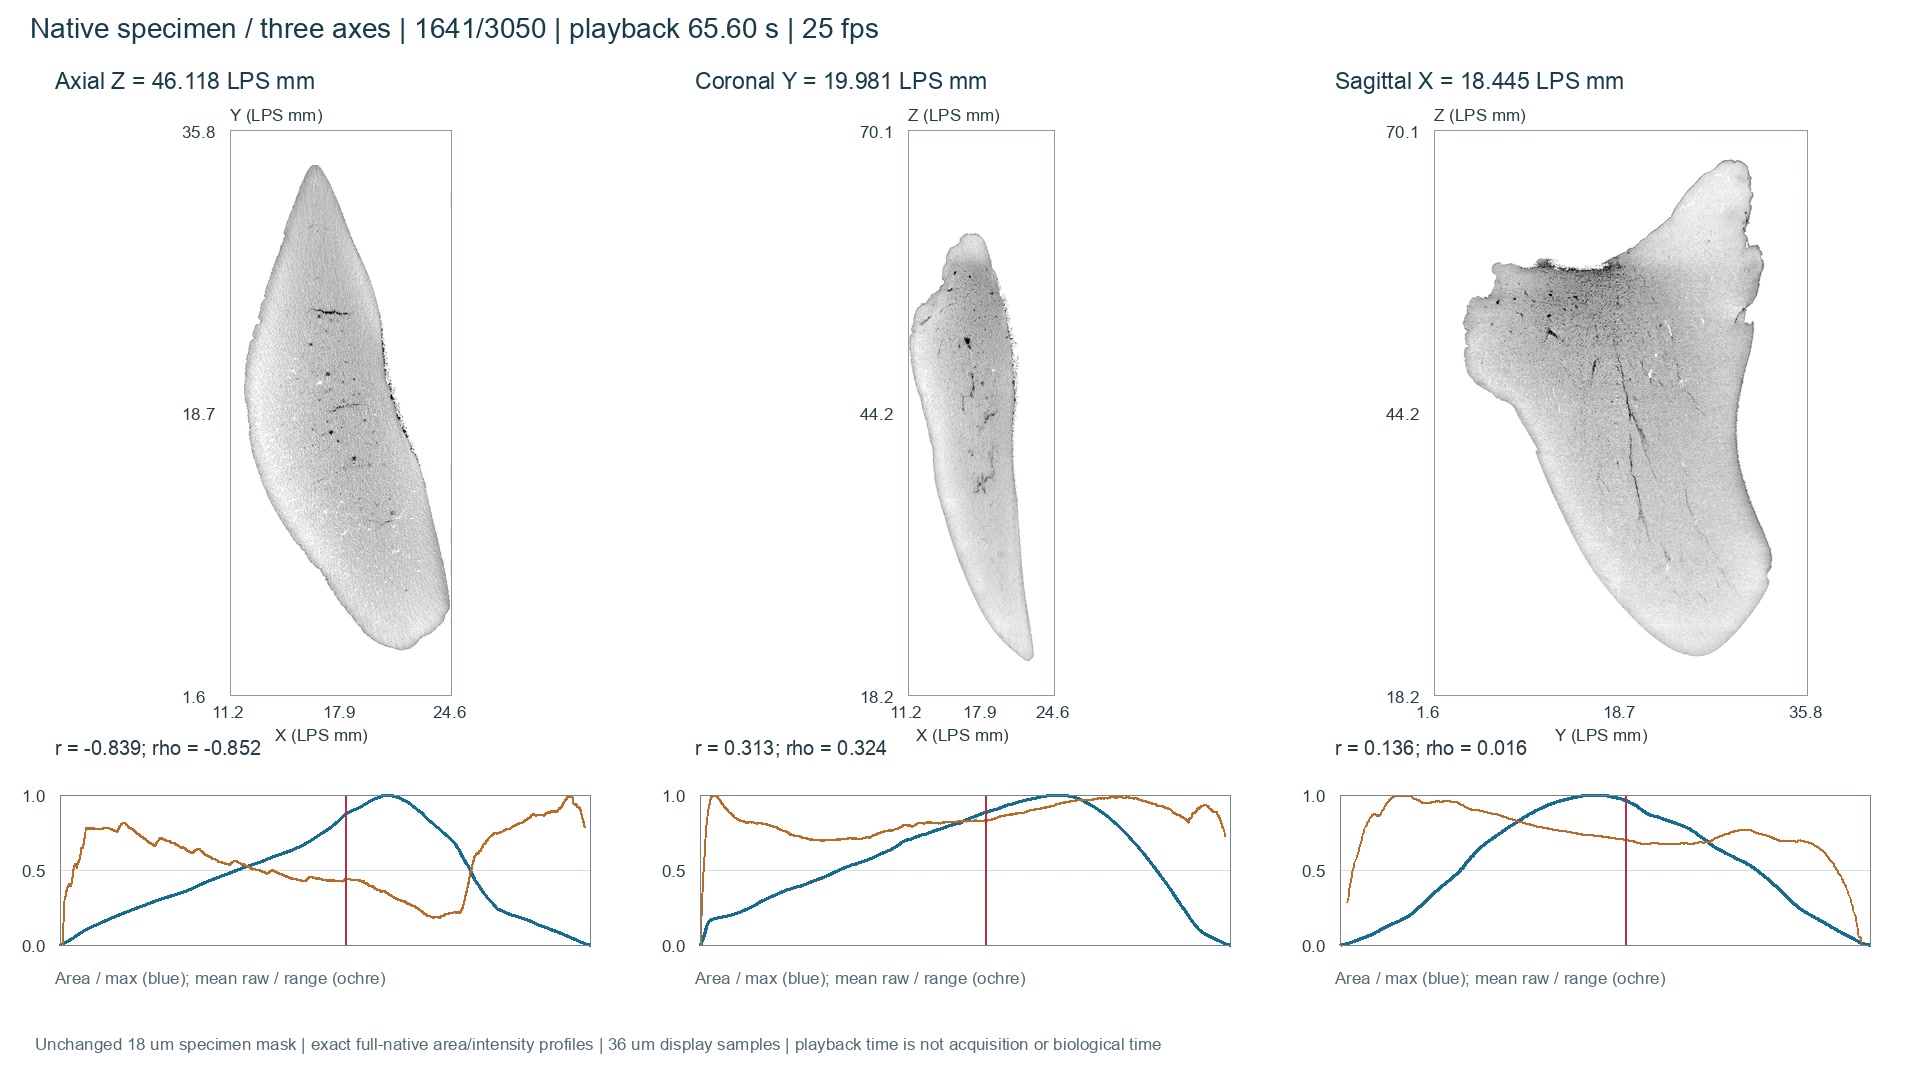 Native specimen / three axes | 1641/3050 | playback 65.60 s | 25 fps
Axial Z = 46.118 LPS mm
Y (LPS mm)
35.8
18.7
1.6
11.2 17.9 24.6
X (LPS mm)
r = -0.839; rho = -0.852
1.0
0.5
0.0
Area / max (blue); mean raw / range (ochre)
Coronal Y = 19.981 LPS mm
Z (LPS mm)
70.1
44.2
18.2
11.2 17.9 24.6
X (LPS mm)
r = 0.313; rho = 0.324
1.0
0.5
0.0
Area / max (blue); mean raw / range (ochre)
Sagittal X = 18.445 LPS mm
Z (LPS mm)
70.1
44.2
18.2
1.6 18.7 35.8
Y (LPS mm)
r = 0.136; rho = 0.016
1.0
0.5
0.0
Area / max (blue); mean raw / range (ochre)
Unchanged 18 um specimen mask | exact full-native area/intensity profiles | 36 um display samples | playback time is not acquisition or biological time